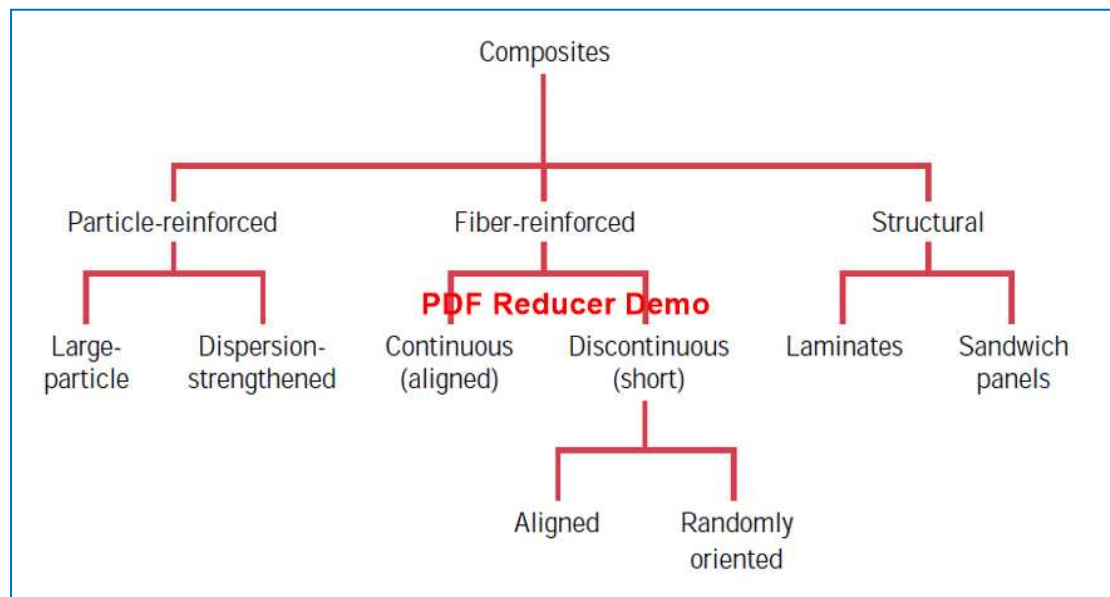 Composites
Particle-reinforced
Fiber-reinforced
Structural
PDF Reducer Demo
Large-
particle
Dispersion-
strengthened
Continuous
(aligned)
Discontinuous
(short)
Laminates
Sandwich
panels
Aligned
Randomly
oriented